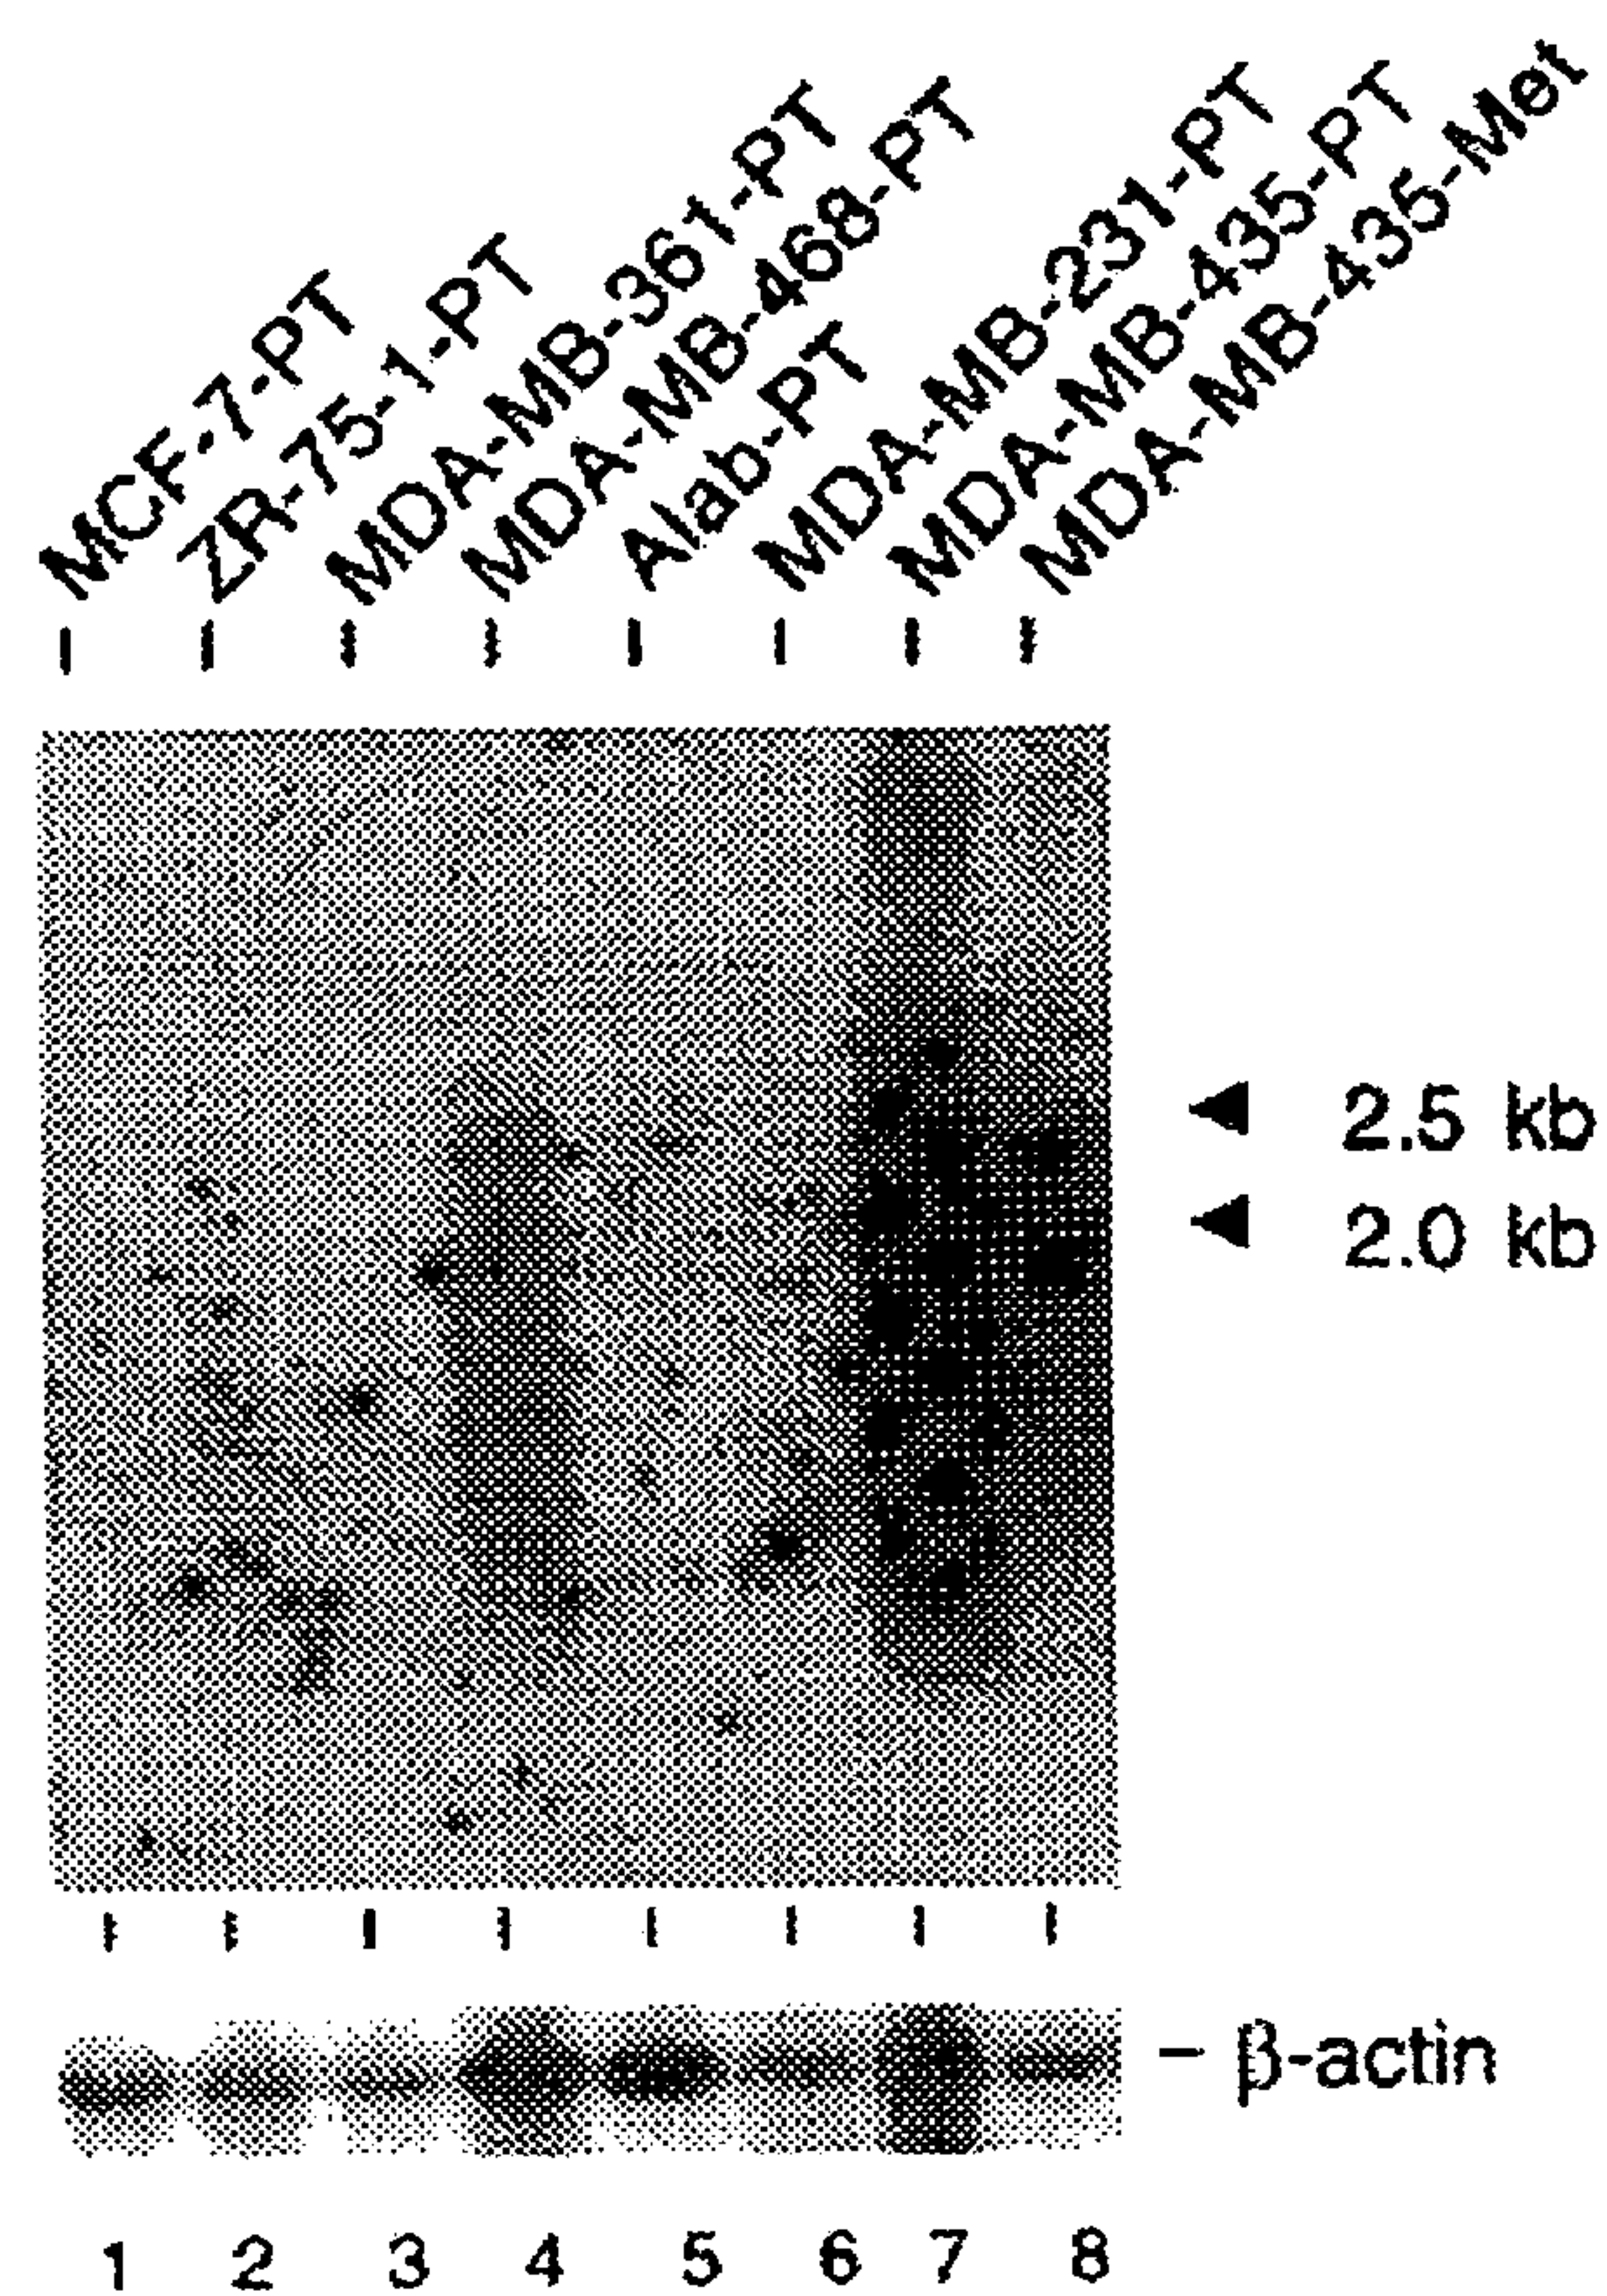 MCF-7-PT
ZR-75-1-PT
MDA-MB-361-PT
MDA-MB-468-PT
Alab-PT
MDA-MB-231-PT
MDA-MB-435-PT
MDA-MB-435-Met
2.5 kb
2.0 kb
β-actin
1 2 3 4 5 6 7 8